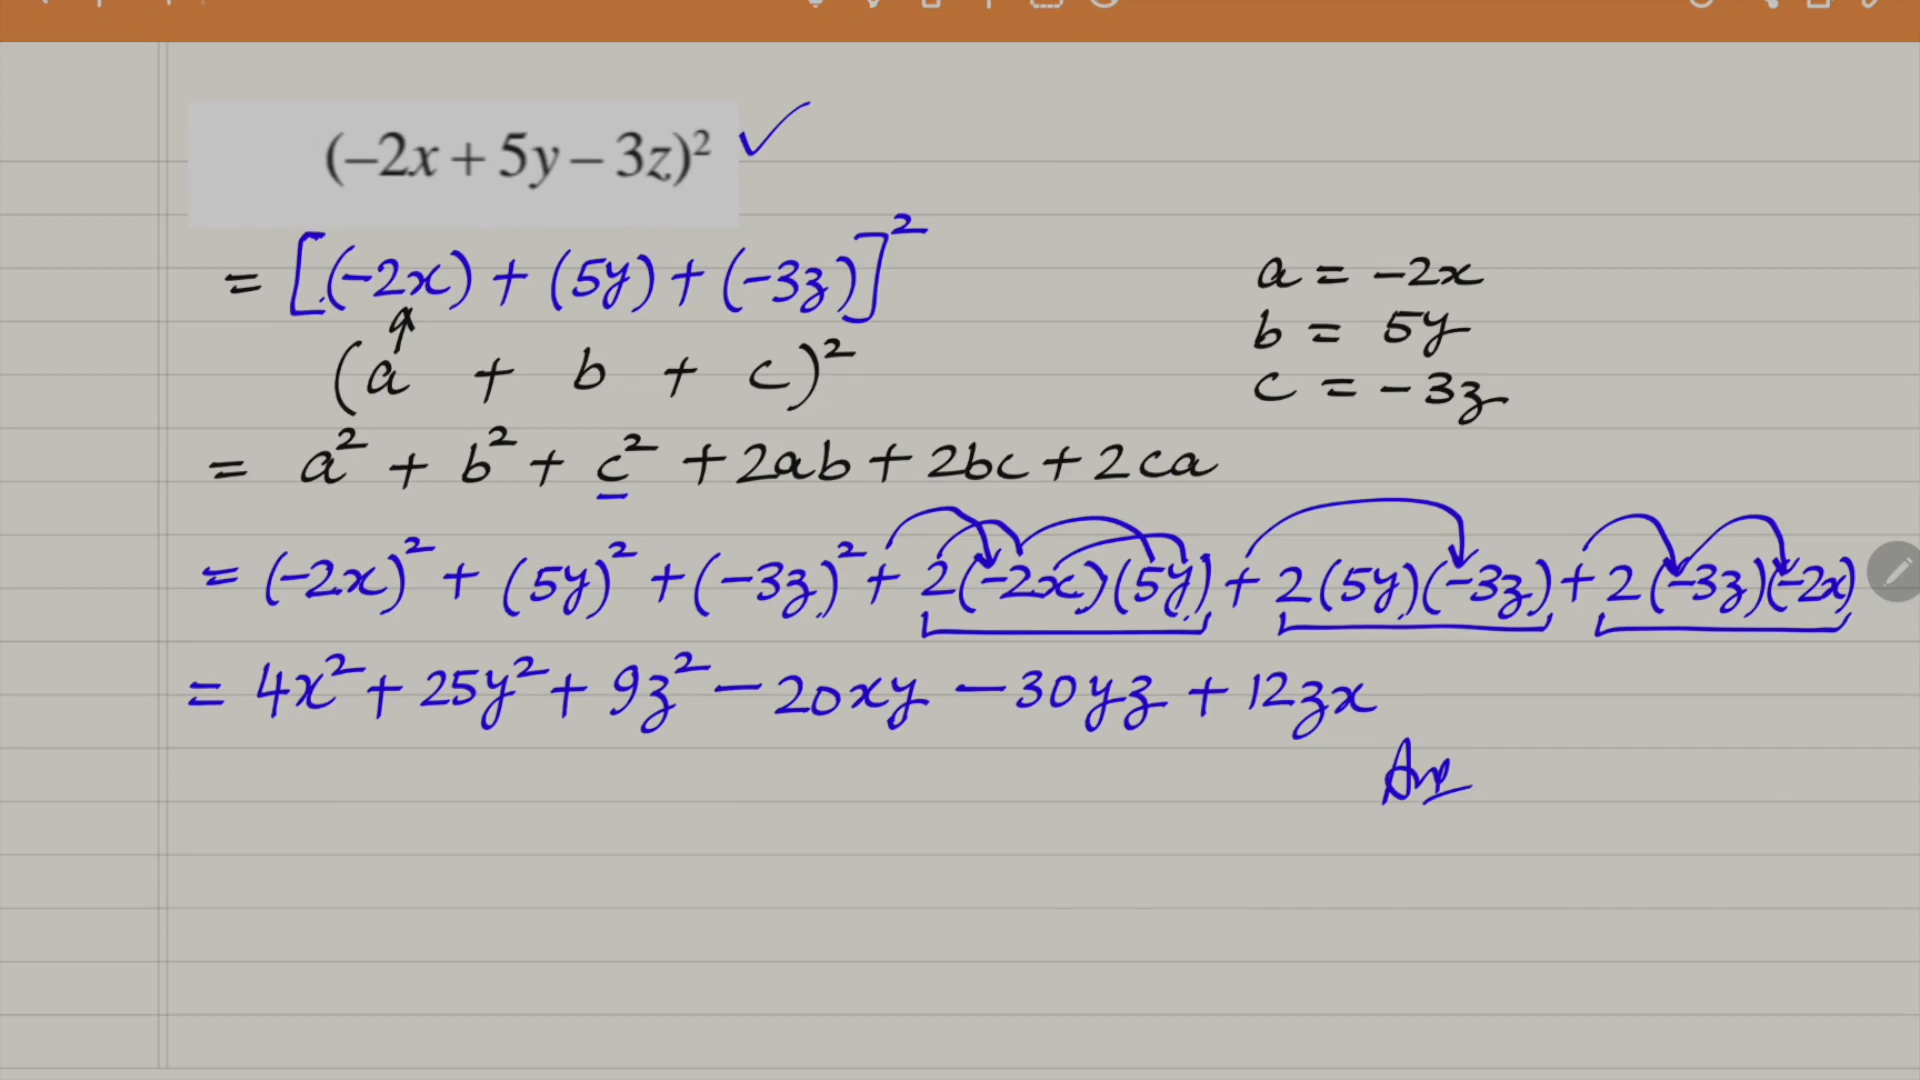 (–2x + 5y – 3z)²
= [(-2x) + (5y) + (-3z)]²
(a + b + c)²
a = -2x
b = 5y
c = -3z
= a² + b² + c² + 2ab + 2bc + 2ca
= (-2x)² + (5y)² + (-3z)² + 2(-2x)(5y) + 2(5y)(-3z) + 2(-3z)(-2x)
= 4x² + 25y² + 9z² - 20xy - 30yz + 12zx
Ans